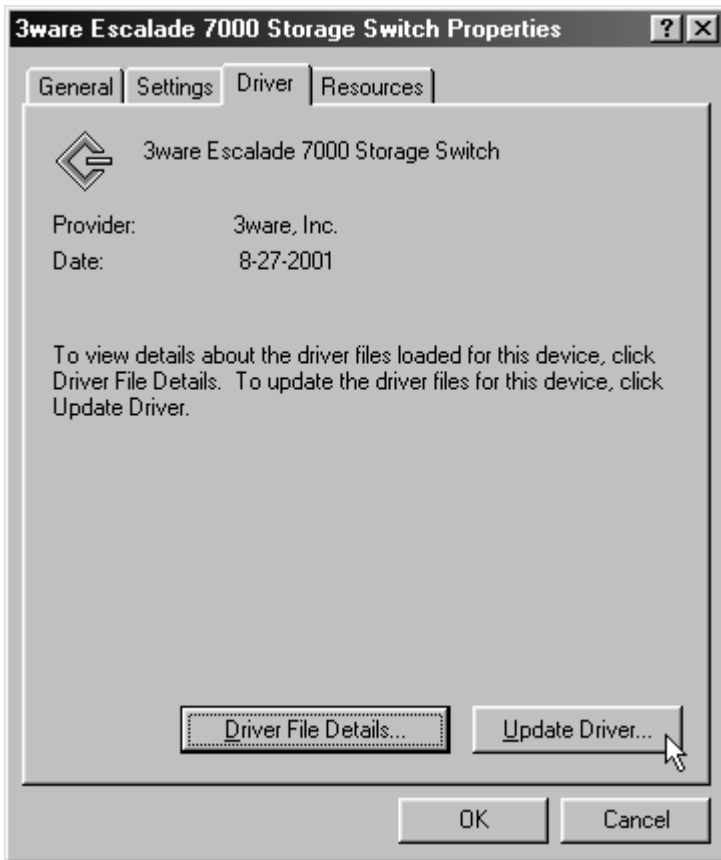 3ware Escalade 7000 Storage Switch Properties
General Settings Driver Resources
3ware Escalade 7000 Storage Switch
Provider: 3ware, Inc.
Date: 8-27-2001
To view details about the driver files loaded for this device, click
Driver File Details.  To update the driver files for this device, click
Update Driver.
Driver File Details... Update Driver...
OK Cancel